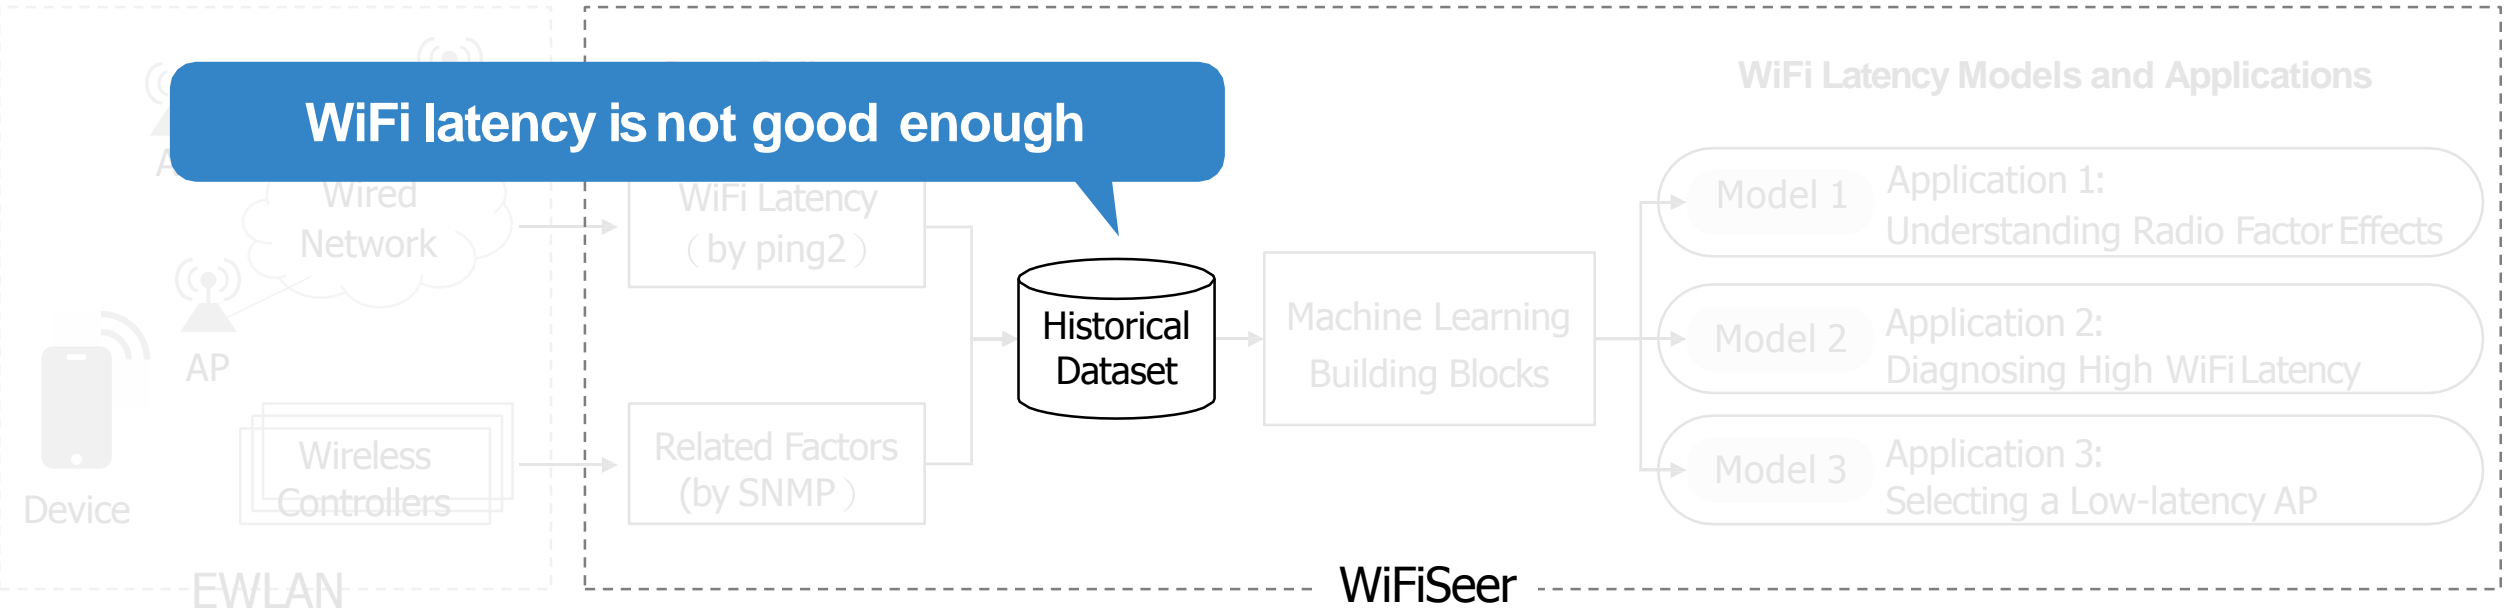 WiFi latency is not good enough
WiFi Latency Models and Applications
Wired
Network
AP
Device
Wireless
Controllers
EWLAN
WiFi Latency
（by ping2）
Related Factors
(by SNMP）
Historical
Dataset
Machine Learning
Building Blocks
Model 1
Application 1:
Understanding Radio Factor Effects
Model 2
Application 2:
Diagnosing High WiFi Latency
Model 3
Application 3:
Selecting a Low-latency AP
WiFiSeer